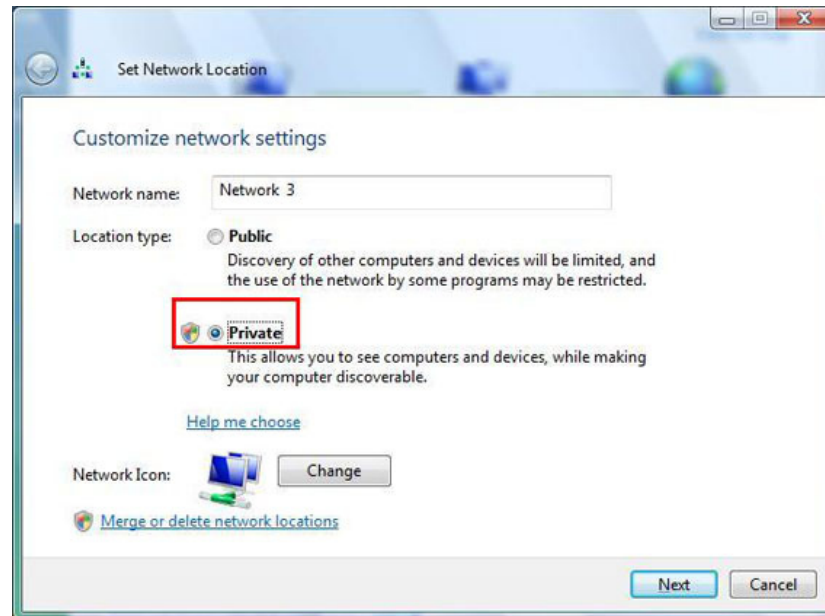 Set Network Location
Customize network settings
Network name: Network 3
Location type: Public
Discovery of other computers and devices will be limited, and
the use of the network by some programs may be restricted.
Private
This allows you to see computers and devices, while making
your computer discoverable.
Help me choose
Network Icon: Change
Merge or delete network locations
Next Cancel